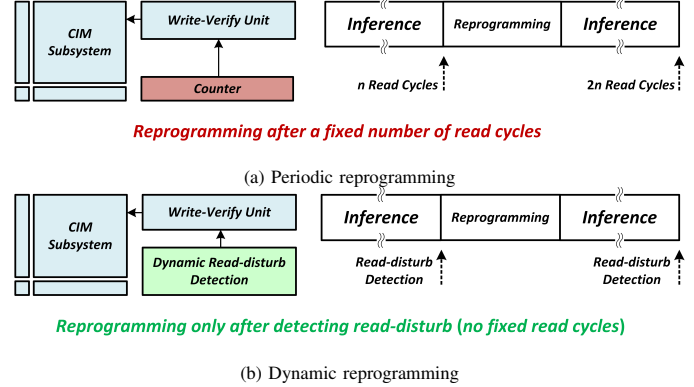 CIM
Subsystem
Write-Verify Unit
Counter
Inference
Reprogramming
Inference
n Read Cycles
2n Read Cycles
Reprogramming after a fixed number of read cycles
(a) Periodic reprogramming
CIM
Subsystem
Write-Verify Unit
Dynamic Read-disturb
Detection
Inference
Reprogramming
Inference
Read-disturb
Detection
Read-disturb
Detection
Reprogramming only after detecting read-disturb (no fixed read cycles)
(b) Dynamic reprogramming